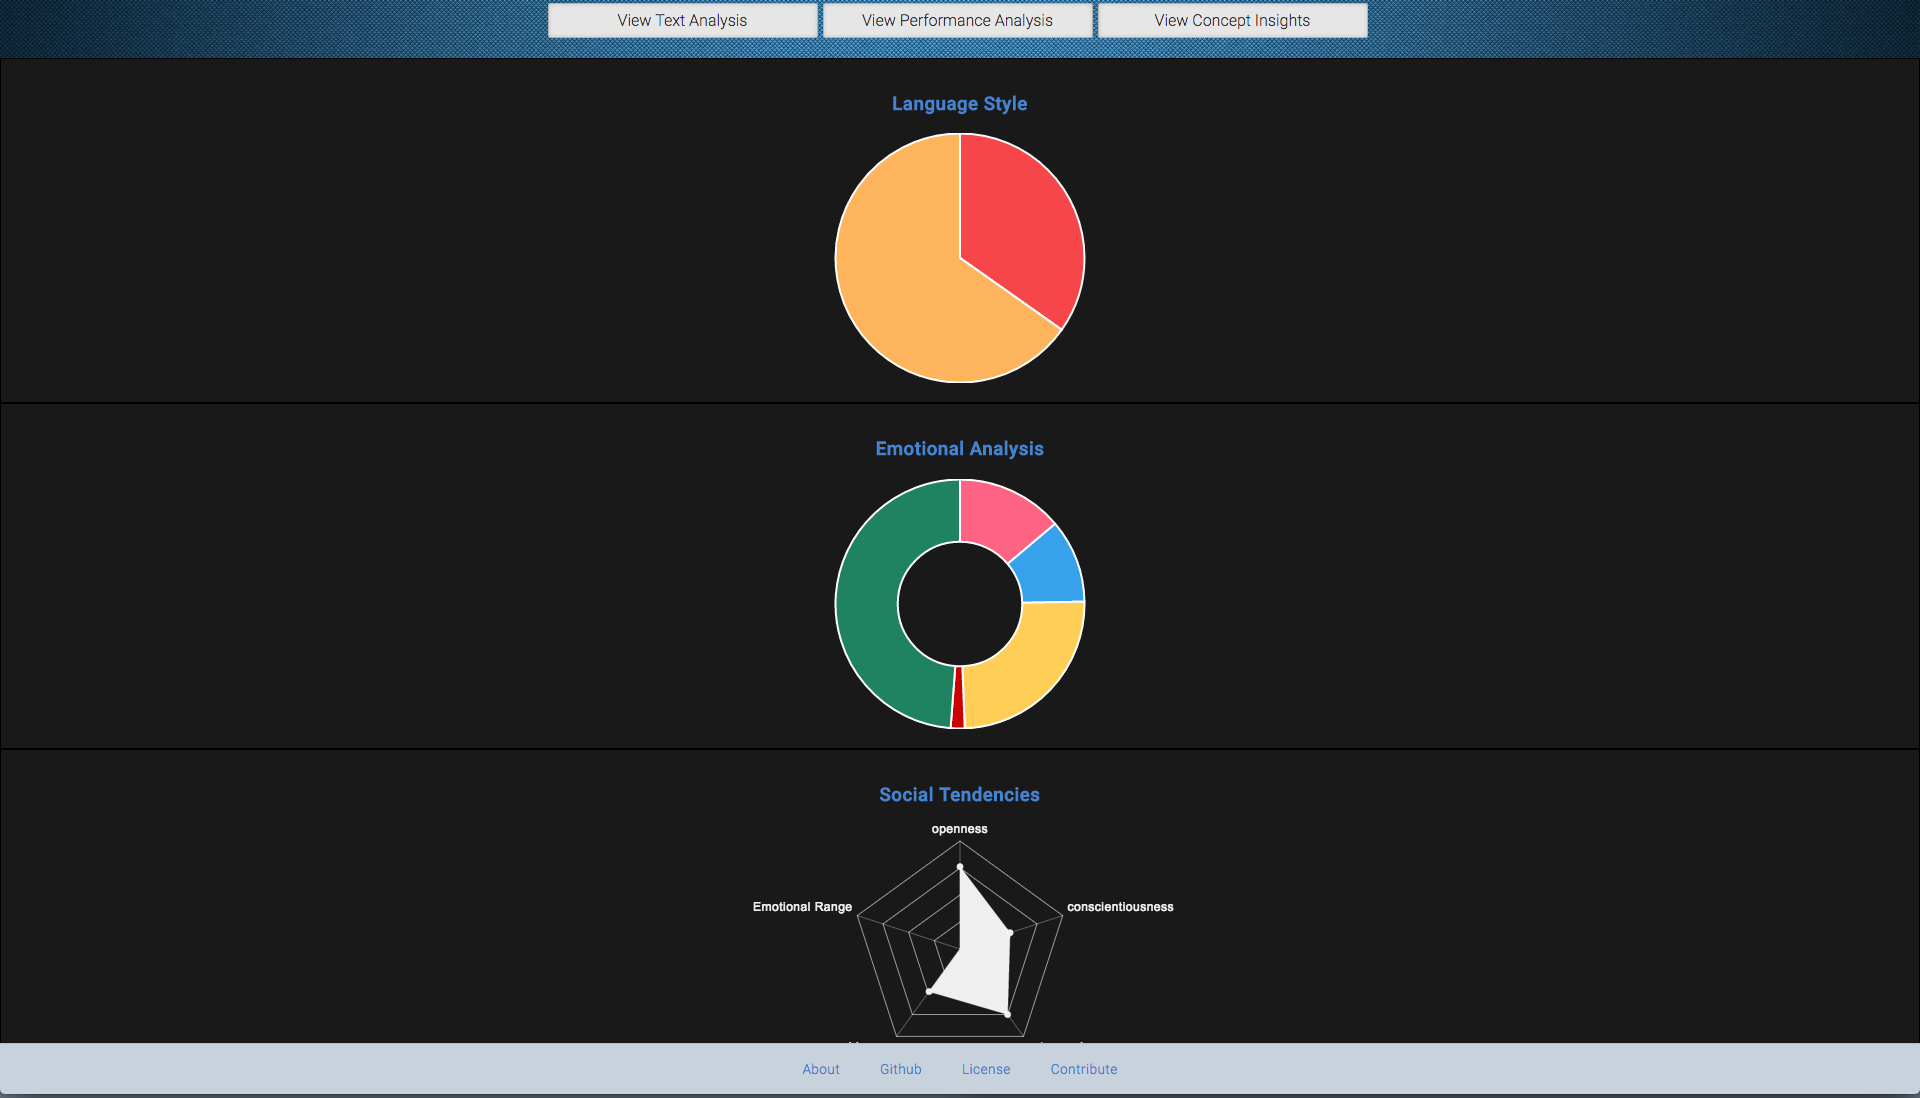 View Text Analysis
View Performance Analysis
View Concept Insights
Language Style
Emotional Analysis
Social Tendencies
openness
Emotional Range
conscientiousness
About
Github
License
Contribute